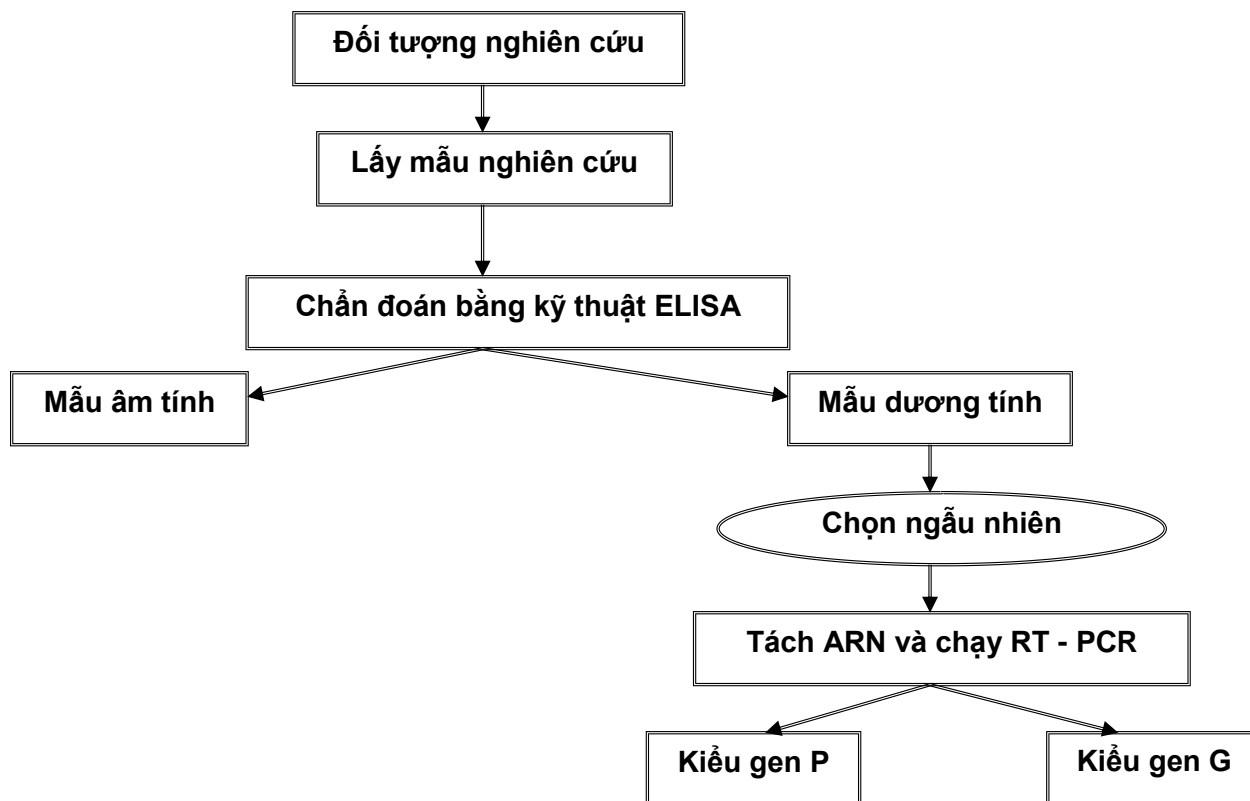 Đối tượng nghiên cứu
Lấy mẫu nghiên cứu
Chẩn đoán bằng kỹ thuật ELISA
Mẫu âm tính
Mẫu dương tính
Chọn ngẫu nhiên
Tách ARN và chạy RT - PCR
Kiểu gen P
Kiểu gen G